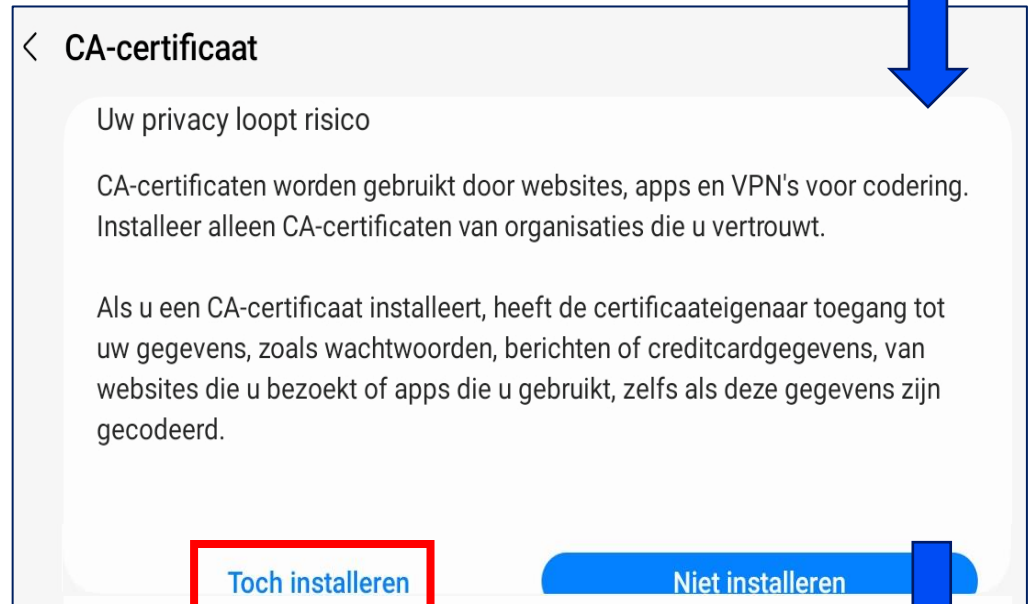 CA-certificaat
Uw privacy loopt risico
CA-certificaten worden gebruikt door websites, apps en VPN's voor codering.
Installeer alleen CA-certificaten van organisaties die u vertrouwt.
Als u een CA-certificaat installeert, heeft de certificaateigenaar toegang tot
uw gegevens, zoals wachtwoorden, berichten of creditcardgegevens, van
websites die u bezoekt of apps die u gebruikt, zelfs als deze gegevens zijn
gecodeerd.
Toch installeren Niet installeren